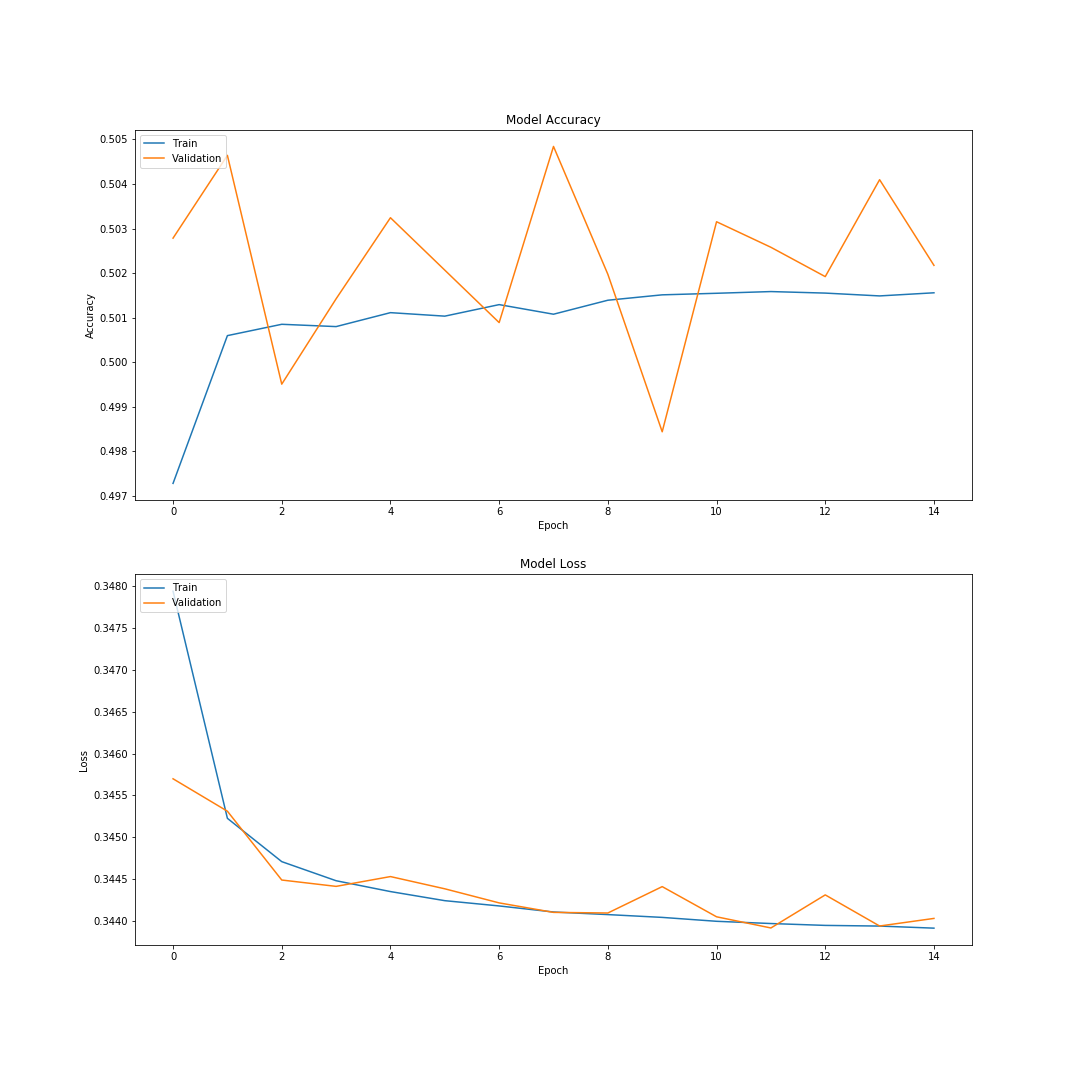 Model Accuracy
0.505
0.504
0.503
0.502
0.501
0.500
0.499
0.498
0.497
Accuracy
Train
Validation
0 2 4 6 8 10 12 14
Epoch
Model Loss
0.3480
0.3475
0.3470
0.3465
0.3460
0.3455
0.3450
0.3445
0.3440
Loss
Train
Validation
0 2 4 6 8 10 12 14
Epoch